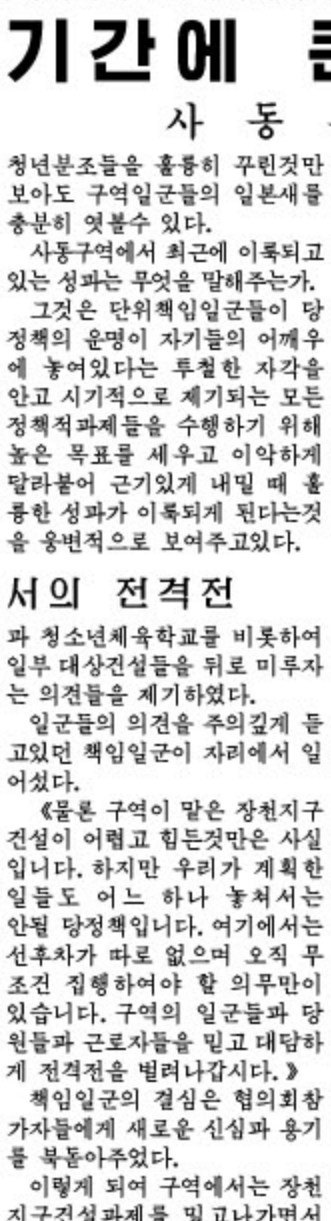 기간에
사 동
청년분조들을 훌륭히 꾸린것만
보아도 구역일군들의 일본새를
충분히 엿볼수 있다.
사동구역에서 최근에 이룩되고
있는 성과는 무엇을 말해주는가.
그것은 단위책임일군들이 당
정책의 운명이 자기들의 어깨우
에 놓여있다는 투철한 자각을
안고 시기적으로 제기되는 모든
정책적과제들을 수행하기 위해
높은 목표를 세우고 이악하게
달라붙어 근기있게 내밀 때 훌
륭한 성과가 이룩되게 된다는것
을 웅변적으로 보여주고있다.
서의 전격전
과 청소년체육학교를 비롯하여
일부 대상건설들을 뒤로 미루자
는 의견들을 제기하였다.
일군들의 의견을 주의깊게 듣
고있던 책임일군이 자리에서 일
어섰다.
《물론 구역이 맡은 장천지구
건설이 어렵고 힘든것만은 사실
입니다. 하지만 우리가 계획한
일들도 어느 하나 놓쳐서는
안될 당정책입니다. 여기에서는
선후차가 따로 없으며 오직 무
조건 집행하여야 할 의무만이
있습니다. 구역의 일군들과 당
원들과 근로자들을 믿고 대담하
게 전격전을 벌려나갑시다.》
책임일군의 결심은 협의회참
가자들에게 새로운 신심과 용기
를 북돋아주었다.
이렇게 되여 구역에서는 장천
지구건설과제를 밀고나가면서